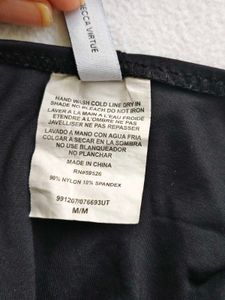 BECCA VIRTUE
HAND WASH COLD LINE DRY IN
SHADE NO BLEACH DO NOT IRON
LAVER A LA MAIN A L'EAU FROIDE
ETENDRE A L'OMBRE NE PAS
JAVELLISER NE PAS REPASSER
LAVADO A MANO CON AGUA FRIA
COLGAR A SECAR EN LA SOMBRA
NO USAR BLANQUEADOR
NO PLANCHAR
MADE IN CHINA
RN#59526
90% NYLON 10% SPANDEX
991207/076693UT
M/M